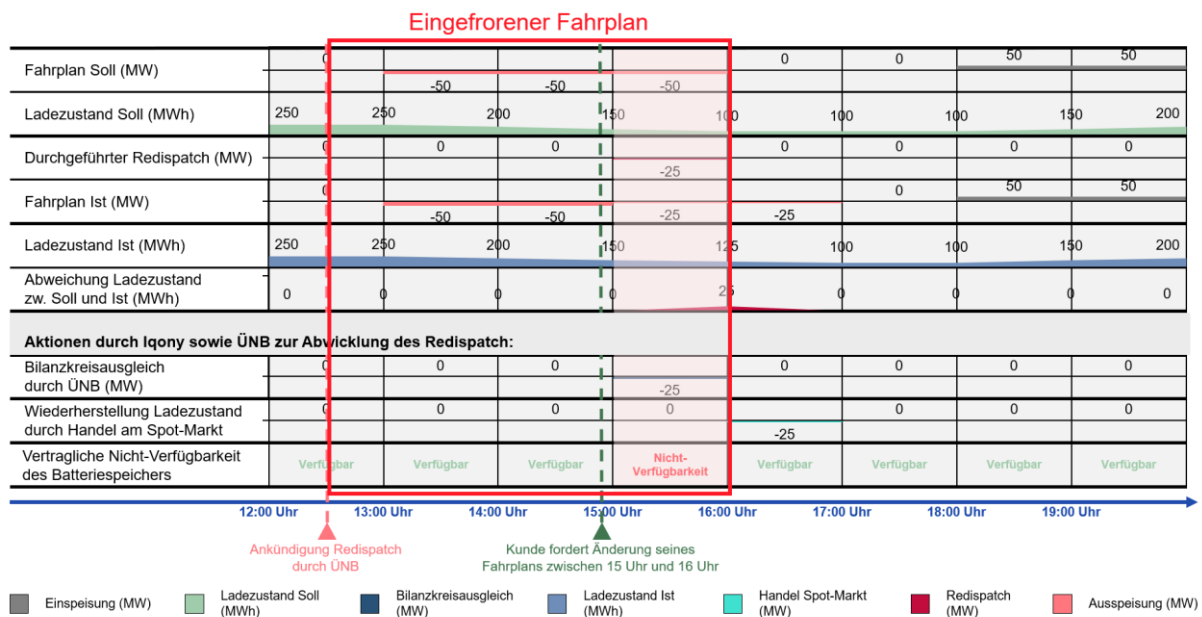 Eingefrorener Fahrplan
Fahrplan Soll (MW)
0 -50 -50 -50 0 0 50 50
Ladezustand Soll (MWh)
250 250 200 150 100 100 100 150 200
Durchgeführter Redispatch (MW)
0 0 0 -25 0 0 0 0
Fahrplan Ist (MW)
0 -50 -50 -25 -25 0 50 50
Ladezustand Ist (MWh)
250 250 200 150 125 100 100 150 200
Abweichung Ladezustand
zw. Soll und Ist (MWh)
0 0 0 0 25 0 0 0 0
Aktionen durch Iqony sowie ÜNB zur Abwicklung des Redispatch:
Bilanzkreisausgleich
durch ÜNB (MW)
0 0 0 -25 0 0 0 0
Wiederherstellung Ladezustand
durch Handel am Spot-Markt
0 0 0 0 -25 0 0 0
Vertragliche Nicht-Verfügbarkeit
des Batteriespeichers
Verfügbar Verfügbar Verfügbar Nicht-
Verfügbarkeit Verfügbar Verfügbar Verfügbar Verfügbar
12:00 Uhr 13:00 Uhr 14:00 Uhr 15:00 Uhr 16:00 Uhr 17:00 Uhr 18:00 Uhr 19:00 Uhr
Ankündigung Redispatch
durch ÜNB
Kunde fordert Änderung seines
Fahrplans zwischen 15 Uhr und 16 Uhr
Einspeisung (MW)
Ladezustand Soll
(MWh)
Bilanzkreisausgleich
(MW)
Ladezustand Ist
(MWh)
Handel Spot-Markt
(MW)
Redispatch
(MW)
Ausspeisung (MW)